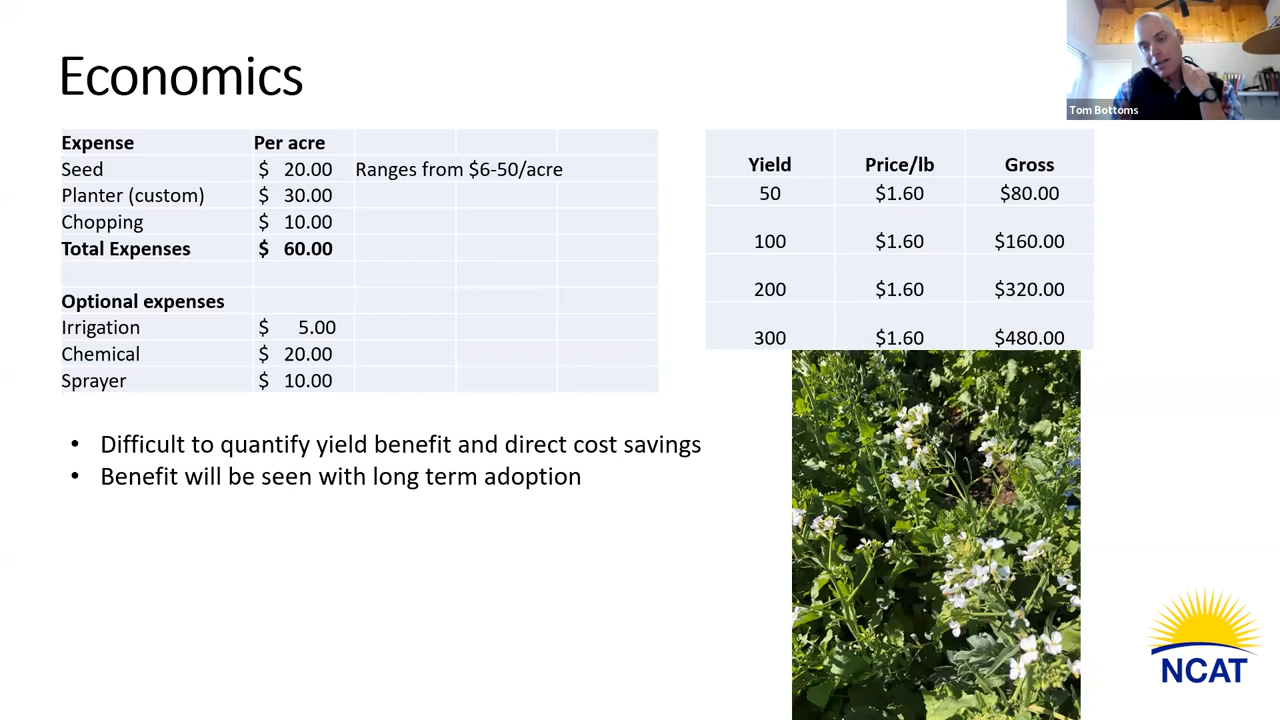 Economics
Tom Bottoms
Expense Per acre
Seed $ 20.00 Ranges from $6-50/acre
Planter (custom) $ 30.00
Chopping $ 10.00
Total Expenses $ 60.00
Optional expenses
Irrigation $ 5.00
Chemical $ 20.00
Sprayer $ 10.00
Yield Price/lb Gross
50 $1.60 $80.00
100 $1.60 $160.00
200 $1.60 $320.00
300 $1.60 $480.00
• Difficult to quantify yield benefit and direct cost savings
• Benefit will be seen with long term adoption
NCAT